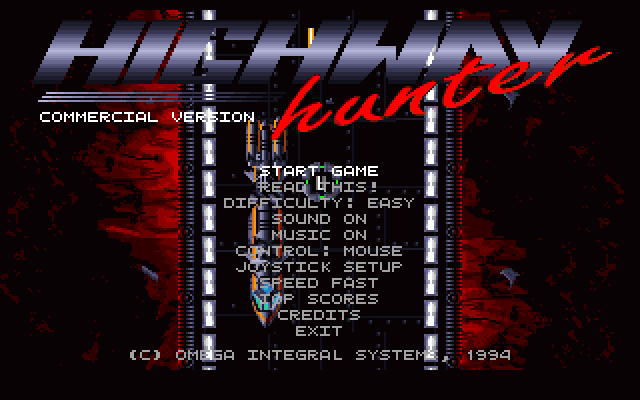 HIGHWAY
hunter
COMMERCIAL VERSION
START GAME
READ THIS!
DIFFICULTY: EASY
SOUND ON
MUSIC ON
CONTROL: MOUSE
JOYSTICK SETUP
SPEED FAST
TOP SCORES
CREDITS
EXIT
(C) OMEGA INTEGRAL SYSTEMS, 1994